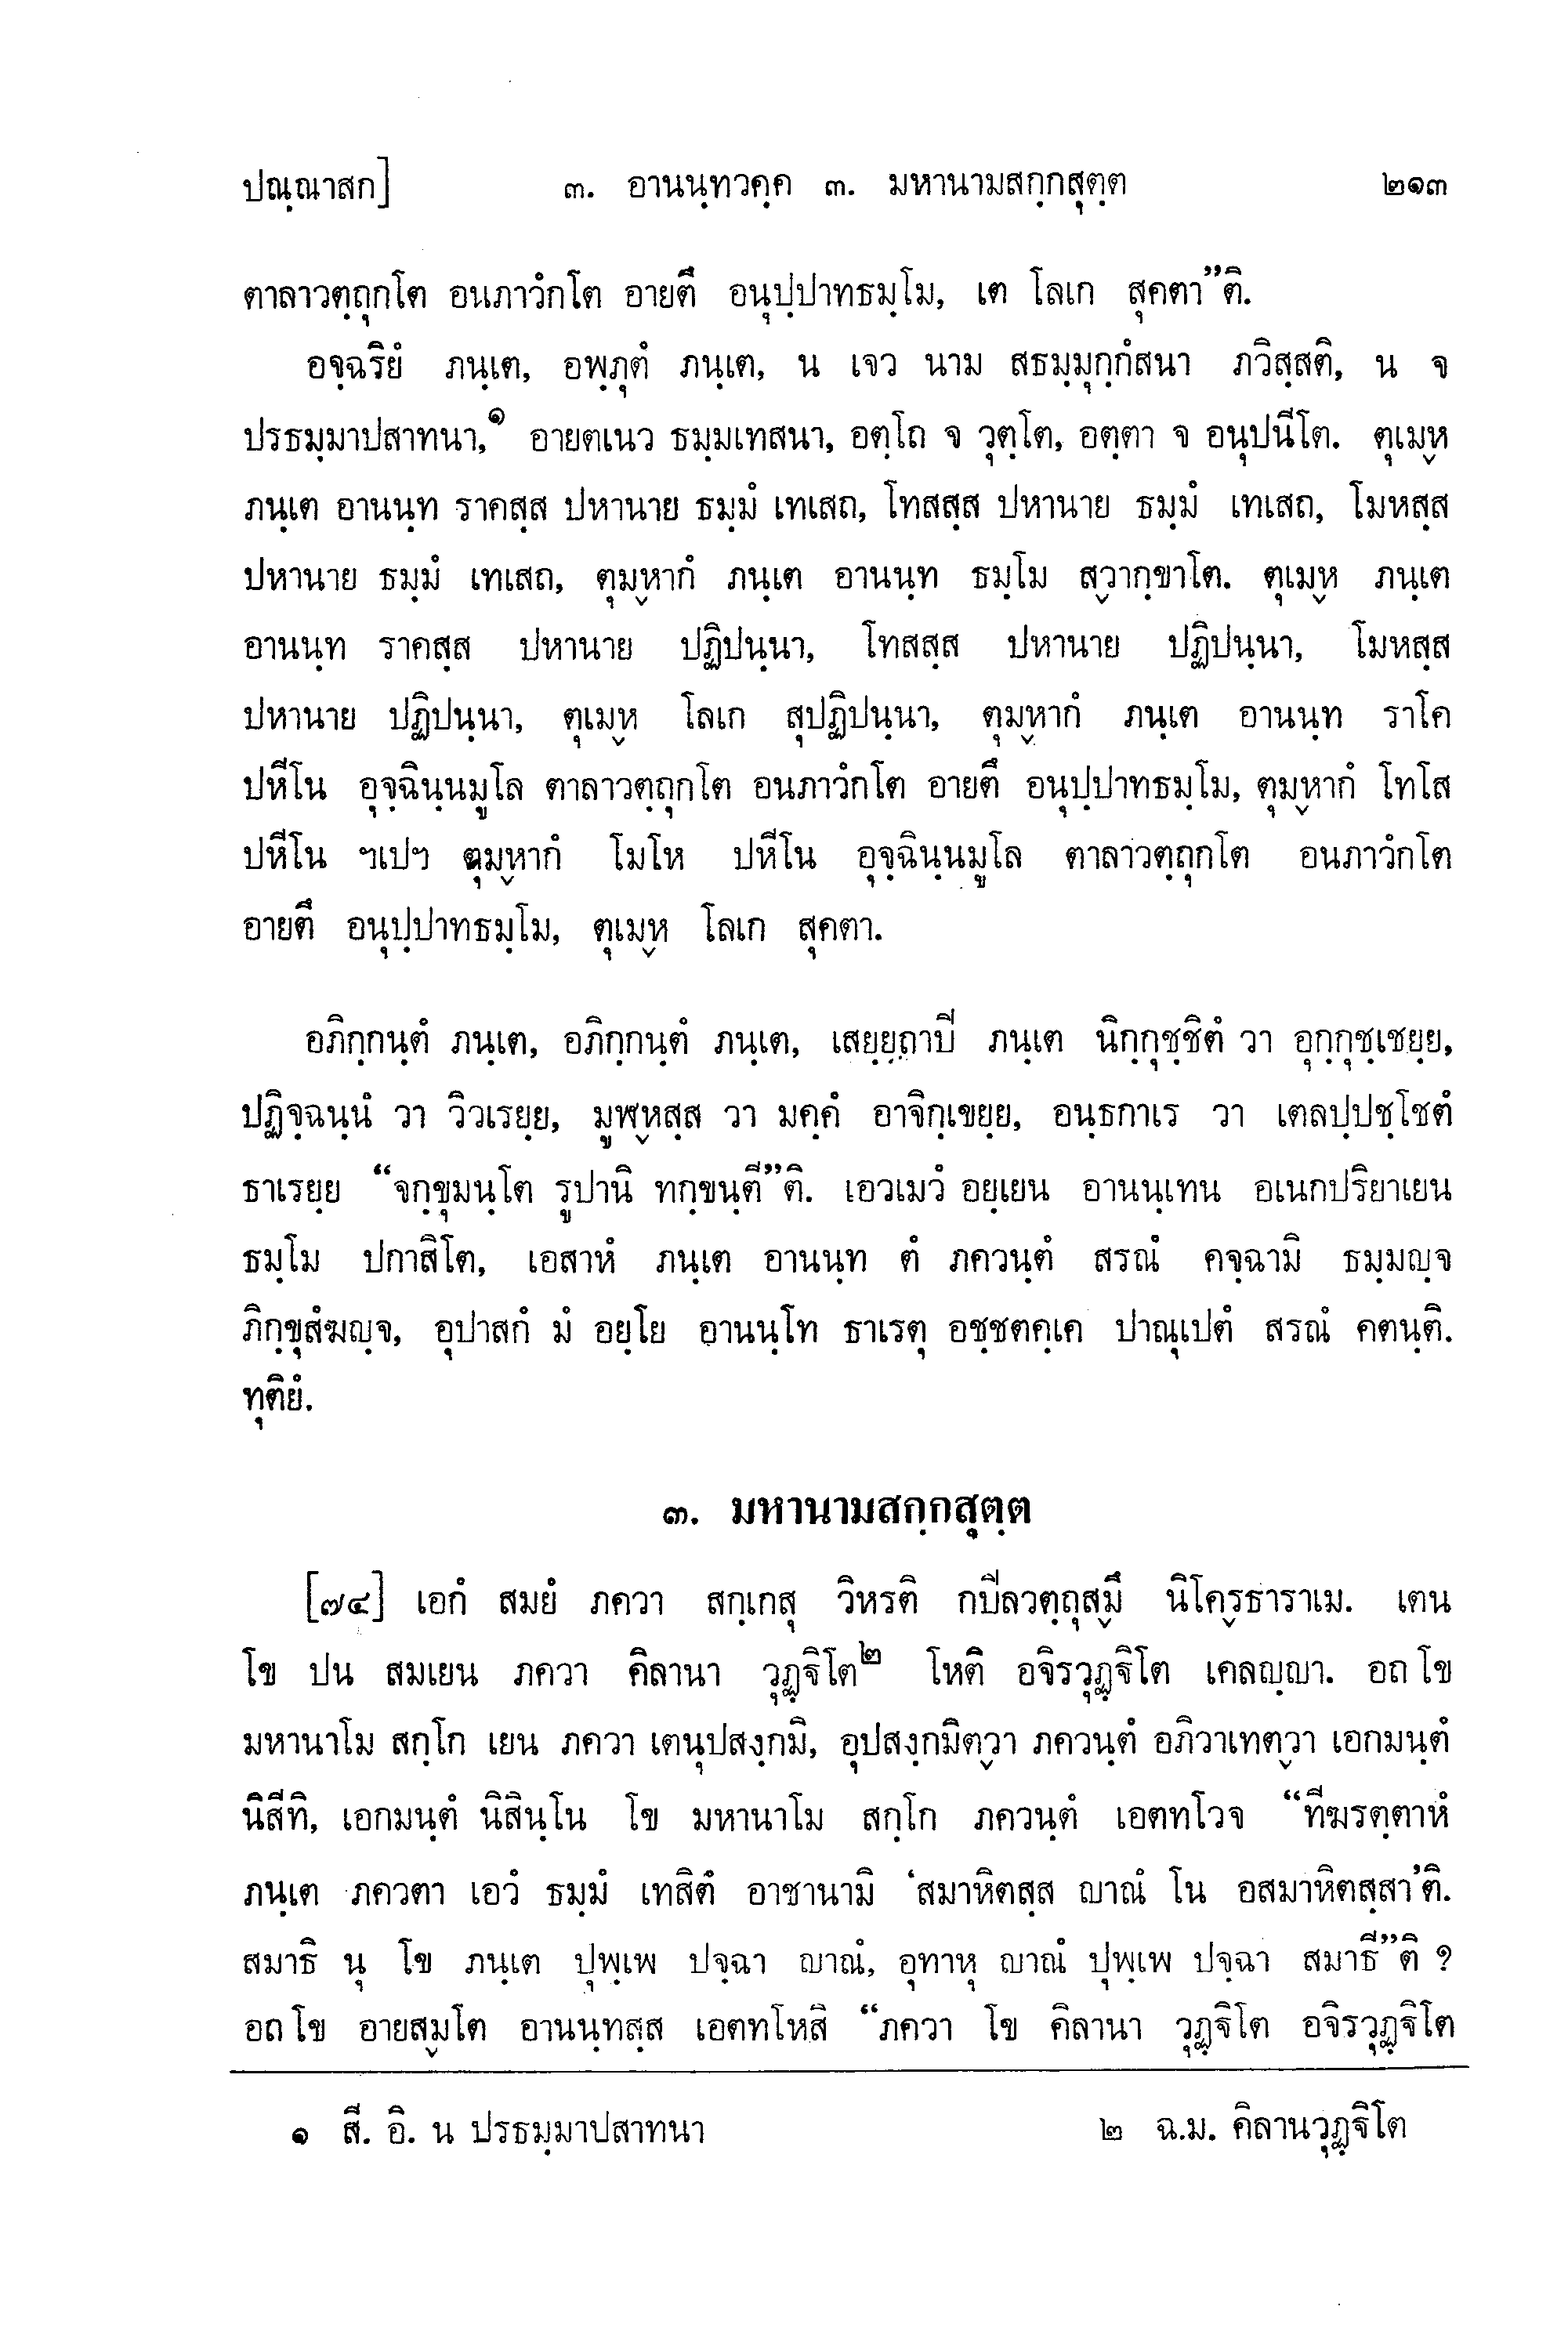 ปณฺณาสก] ๓. อานนฺทวคฺค ๓. มหานามสกฺกสุตฺต ๒๑๓
ตาลาวตฺถุกโต อนภาวํกโต อายตึ อนุปฺปาทธมฺโม, เต โลเก สุคตา”ติ.
อจฺฉริยํ ภนฺเต, อพฺภุตํ ภนฺเต, น เจว นาม สธมฺมุกฺกํสนา ภวิสฺสติ, น จ
ปรธมฺมาปสาทนา,๑ อายตเนว ธมฺมเทสนา, อตฺโถ จ วุตฺโต, อตฺตา จ อนุปนีโต. ตุเมฺห
ภนฺเต อานนฺท ราคสฺส ปหานาย ธมฺมํ เทเสถ, โทสสฺส ปหานาย ธมฺมํ เทเสถ, โมหสฺส
ปหานาย ธมฺมํ เทเสถ, ตุมฺหากํ ภนฺเต อานนฺท ธมฺโม สฺวากฺขาโต. ตุเมฺห ภนฺเต
อานนฺท ราคสฺส ปหานาย ปฏิปนฺนา, โทสสฺส ปหานาย ปฏิปนฺนา, โมหสฺส
ปหานาย ปฏิปนฺนา, ตุเมฺห โลเก สุปฏิปนฺนา, ตุมฺหากํ ภนฺเต อานนฺท ราโค
ปหีโน อุจฺฉินฺนมูโล ตาลาวตฺถุกโต อนภาวํกโต อายตึ อนุปฺปาทธมฺโม, ตุมฺหากํ โทโส
ปหีโน ฯเปฯ ตุมฺหากํ โมโห ปหีโน อุจฺฉินฺนมูโล ตาลาวตฺถุกโต อนภาวํกโต
อายตึ อนุปฺปาทธมฺโม, ตุเมฺห โลเก สุคตา.
อภิกฺกนฺตํ ภนฺเต, อภิกฺกนฺตํ ภนฺเต, เสยฺยฺถาปิ ภนฺเต นิกฺกุชฺชิตํ วา อุกฺกุชฺเชยฺย,
ปฏิจฺฉนฺนํ วา วิวเรยฺย, มูฬฺหสฺส วา มคฺคํ อาจิกฺเขยฺย, อนฺธกาเร วา เตลปฺปชฺโชตํ
ธาเรยฺย “จกฺขุมนฺโต รูปานิ ทกฺขนฺตี”ติ. เอวเมวํ อยฺเยน อานนฺเทน อเนกปริยาเยน
ธมฺโม ปกาสิโต, เอสาหํ ภนฺเต อานนฺท ตํ ภควนฺตํ สรณํ คจฺฉามิ ธมฺมญฺจ
ภิกฺขุสํฆญฺจ, อุปาสกํ มํ อยฺโย อานนฺโท ธาเรตุ อชฺชตคฺเค ปาณุเปตํ สรณํ คตนฺติ.
ทุติยํ.
๓. มหานามสกฺกสุตฺต
[๗๔] เอกํ สมยํ ภควา สกฺเกสุ วิหรติ กปิลวตฺถุสฺมึ นิโคฺรธาราเม. เตน
โข ปน สมเยน ภควา คิลานา วุฏฺฐิโต๒ โหติ อจิรวุฏฺฐิโต เคลญฺญา. อถ โข
มหานาโม สกฺโก เยน ภควา เตนุปสงฺกมิ, อุปสงฺกมิตฺวา ภควนฺตํ อภิวาเทตฺวา เอกมนฺตํ
นิสีทิ, เอกมนฺตํ นิสินฺโน โข มหานาโม สกฺโก ภควนฺตํ เอตทโวจ “ทีฆรตฺตาหํ
ภนฺเต ภควตา เอวํ ธมฺมํ เทสิตํ อาชานามิ ‘สมาหิตสฺส ญาณํ โน อสมาหิตสฺสา’ติ.
สมาธิ นุ โข ภนฺเต ปุพฺเพ ปจฺฉา ญาณํ, อุทาหุ ญาณํ ปุพฺเพ ปจฺฉา สมาธี”ติ ?
อถ โข อายสฺมโต อานนฺทสฺส เอตทโหสิ “ภควา โข คิลานา วุฏฺฐิโต อจิรวุฏฺฐิโต
๑ สี. อิ. น ปรธมฺมาปสาทนา ๒ ฉ.ม. คิลานวุฏฺฐิโต